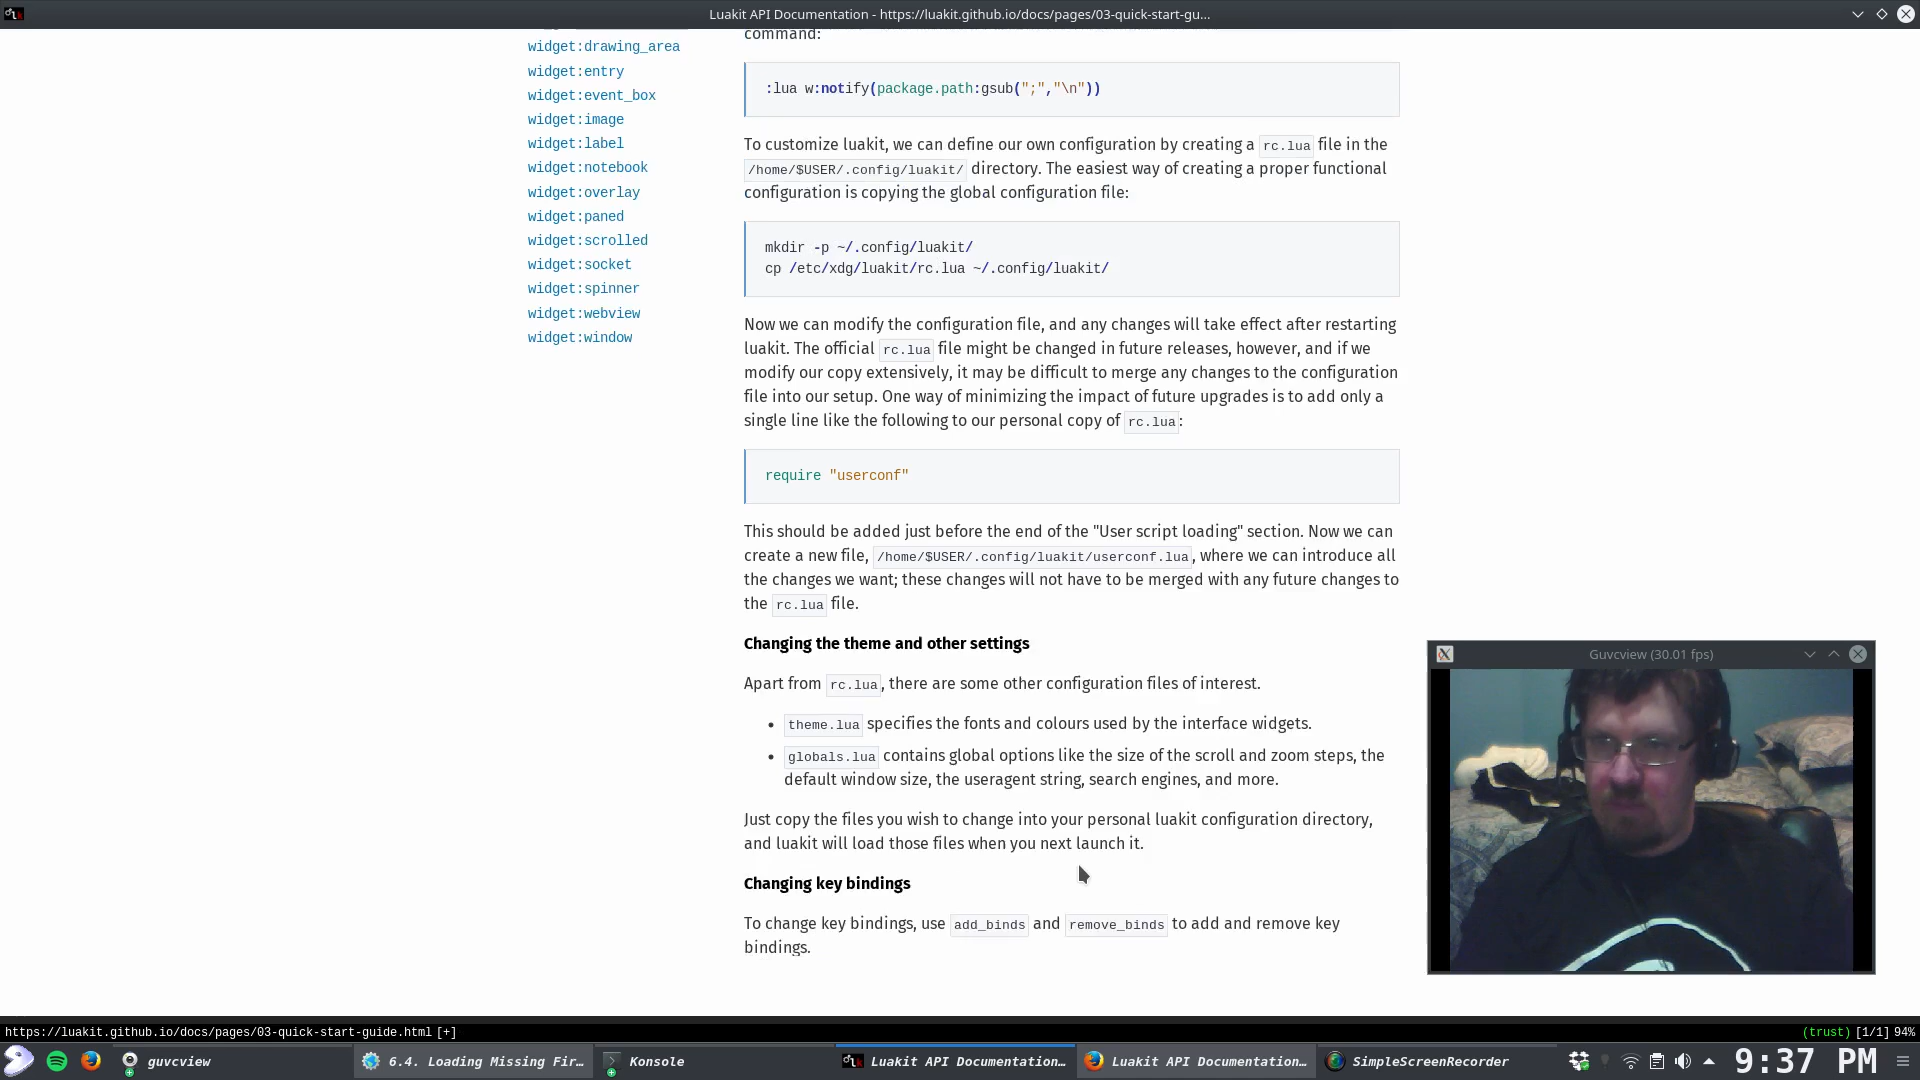 Luakit API Documentation - https://luakit.github.io/docs/pages/03-quick-start-gu...
widget:drawing_area
widget:entry
widget:event_box
widget:image
widget:label
widget:notebook
widget:overlay
widget:paned
widget:scrolled
widget:socket
widget:spinner
widget:webview
widget:window
command:
:lua w:notify(package.path:gsub(";","\n"))
To customize luakit, we can define our own configuration by creating a rc.lua file in the
/home/$USER/.config/luakit/ directory. The easiest way of creating a proper functional
configuration is copying the global configuration file:
mkdir -p ~/.config/luakit/
cp /etc/xdg/luakit/rc.lua ~/.config/luakit/
Now we can modify the configuration file, and any changes will take effect after restarting
luakit. The official rc.lua file might be changed in future releases, however, and if we
modify our copy extensively, it may be difficult to merge any changes to the configuration
file into our setup. One way of minimizing the impact of future upgrades is to add only a
single line like the following to our personal copy of rc.lua:
require "userconf"
This should be added just before the end of the "User script loading" section. Now we can
create a new file, /home/$USER/.config/luakit/userconf.lua, where we can introduce all
the changes we want; these changes will not have to be merged with any future changes to
the rc.lua file.
Changing the theme and other settings
Apart from rc.lua, there are some other configuration files of interest.
• theme.lua specifies the fonts and colours used by the interface widgets.
• globals.lua contains global options like the size of the scroll and zoom steps, the
default window size, the useragent string, search engines, and more.
Just copy the files you wish to change into your personal luakit configuration directory,
and luakit will load those files when you next launch it.
Changing key bindings
To change key bindings, use add_binds and remove_binds to add and remove key
bindings.
Guvcview (30.01 fps)
https://luakit.github.io/docs/pages/03-quick-start-guide.html [+]
(trust) [1/1] 94%
guvcview
6.4. Loading Missing Fir...
Konsole
Luakit API Documentation...
Luakit API Documentation...
SimpleScreenRecorder
9:37 PM